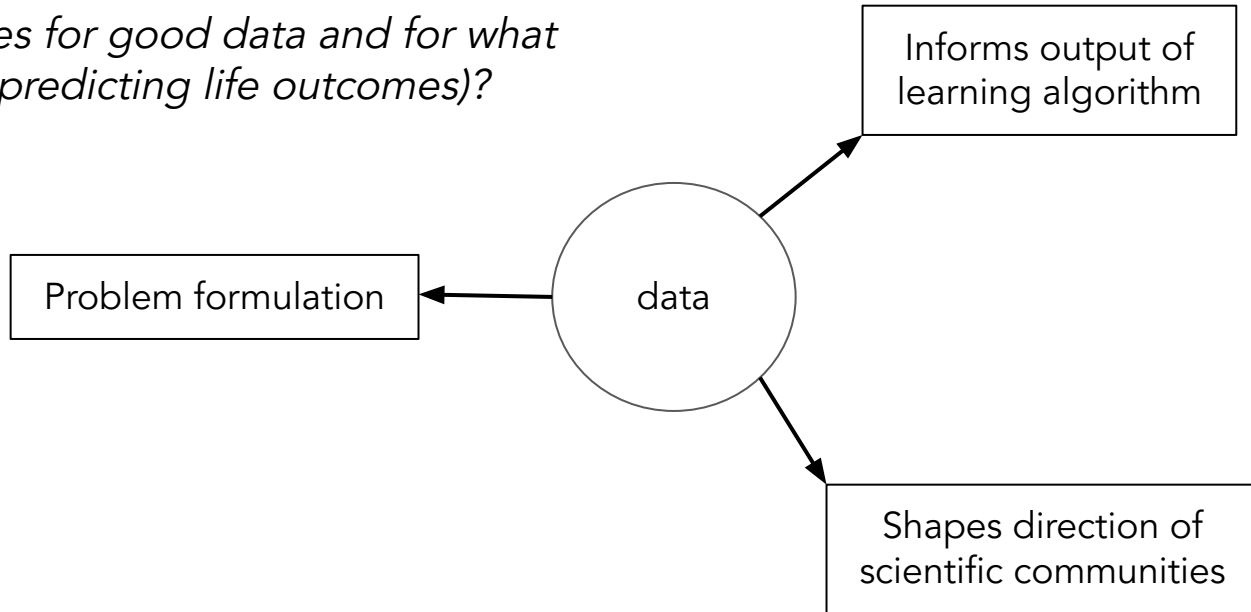 es for good data and for what
predicting life outcomes)?
Informs output of
learning algorithm
Problem formulation
data
Shapes direction of
scientific communities